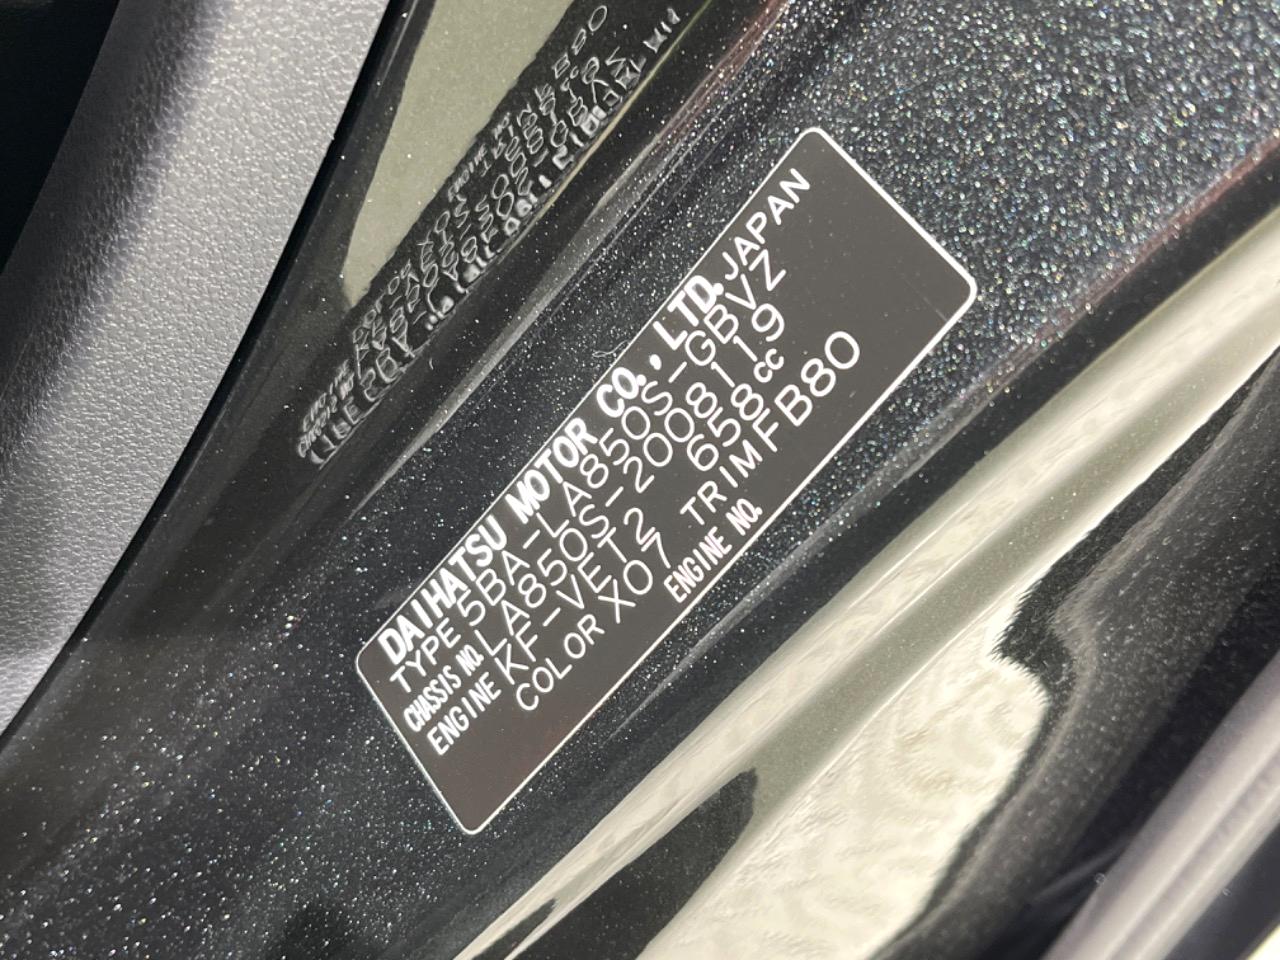 DAIHATSU MOTOR CO., LTD. JAPAN
TYPE 5BA-LA850S-GBVZ
CHASSIS NO. LA850S-2008119
ENGINE KF-VET2 658cc
COLOR X07 TRIM FB80
ENGINE NO.